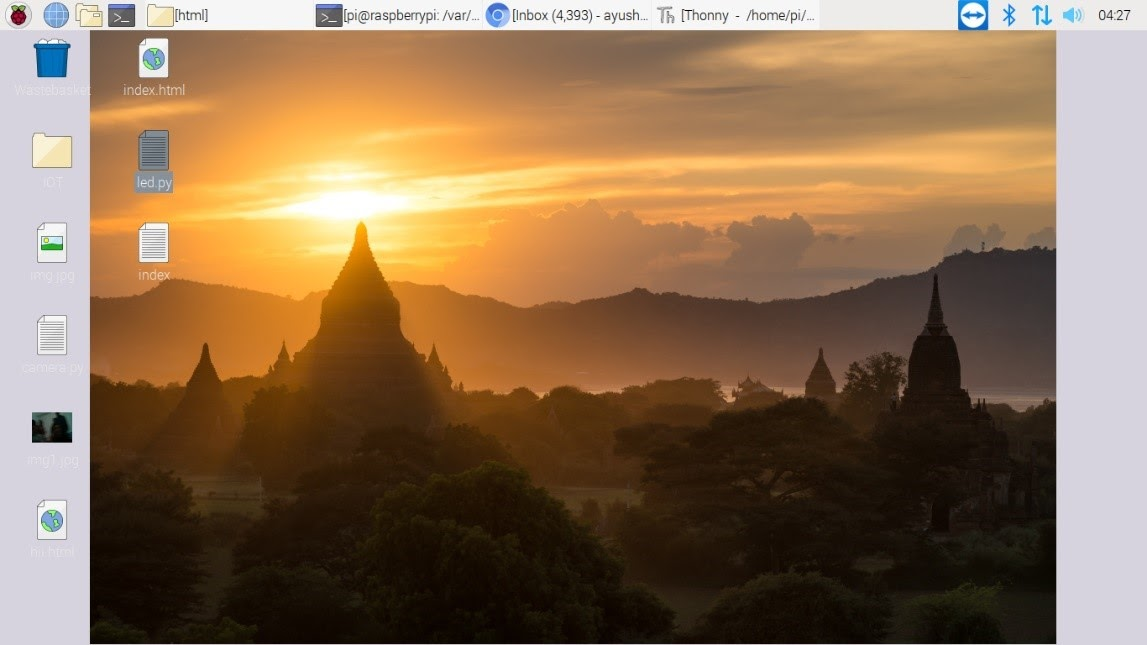 [html]
[pi@raspberrypi: /var/...
[Inbox (4,393) - ayush...
Th [Thonny - /home/pi/...
04:27
Wastebasket
index.html
IOT
led.py
img.jpg
index
camera.py
img1.jpg
hii.html